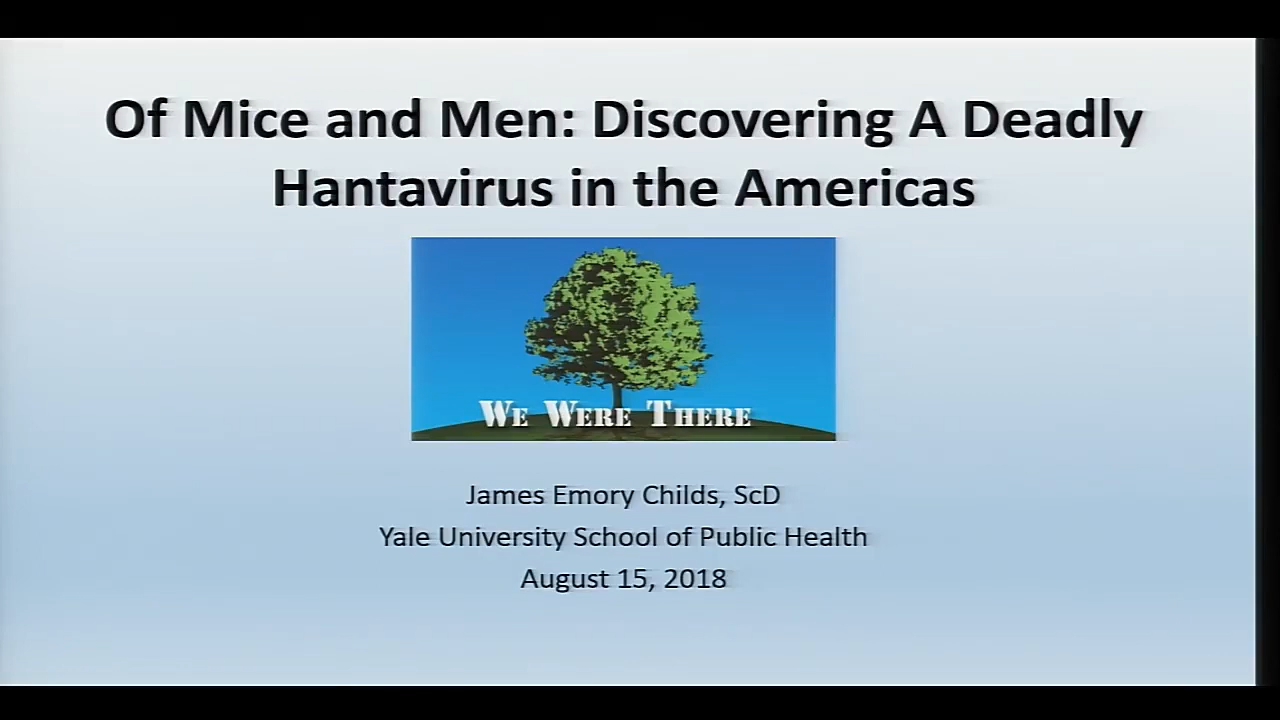 Of Mice and Men: Discovering A Deadly
Hantavirus in the Americas
WE WERE THERE
James Emory Childs, ScD
Yale University School of Public Health
August 15, 2018